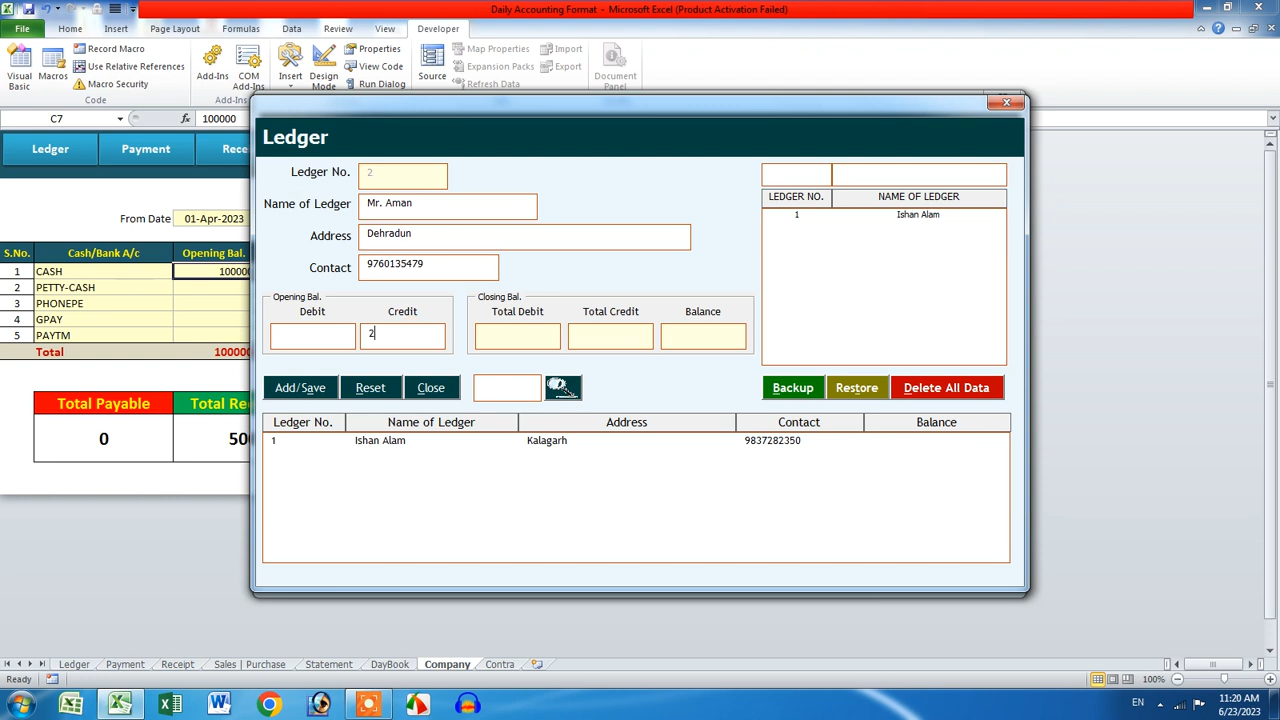 Daily Accounting Format - Microsoft Excel (Product Activation Failed)
File Home Insert Page Layout Formulas Data Review View Developer
Visual Basic
Macros
Record Macro
Use Relative References
Macro Security
Code
Add-Ins
COM Add-Ins
Add-Ins
Insert
Design Mode
Properties
View Code
Run Dialog
Source
Map Properties
Expansion Packs
Refresh Data
Import
Export
Document Panel
C7 fx 100000
Ledger Payment
From Date 01-Apr-2023
S.No. Cash/Bank A/c Opening Bal.
1 CASH 100000
2 PETTY-CASH
3 PHONEPE
4 GPAY
5 PAYTM
Total 100000
Total Payable
0
Ledger
Ledger No. 2
Name of Ledger Mr. Aman
Address Dehradun
Contact 9760135479
Opening Bal.
Debit Credit
2
Closing Bal.
Total Debit Total Credit Balance
LEDGER NO. NAME OF LEDGER
1 Ishan Alam
Add/Save Reset Close
Backup Restore Delete All Data
Ledger No. Name of Ledger Address Contact Balance
1 Ishan Alam Kalagarh 9837282350
Ledger Payment Receipt Sales | Purchase Statement DayBook Company Contra
Ready 100%
EN 11:20 AM
6/23/2023